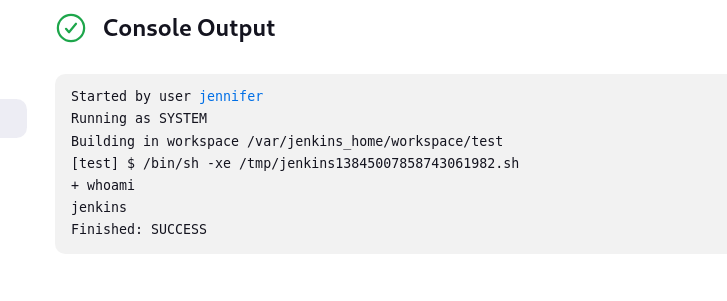 Console Output
Started by user jennifer
Running as SYSTEM
Building in workspace /var/jenkins_home/workspace/test
[test] $ /bin/sh -xe /tmp/jenkins13845007858743061982.sh
+ whoami
jenkins
Finished: SUCCESS